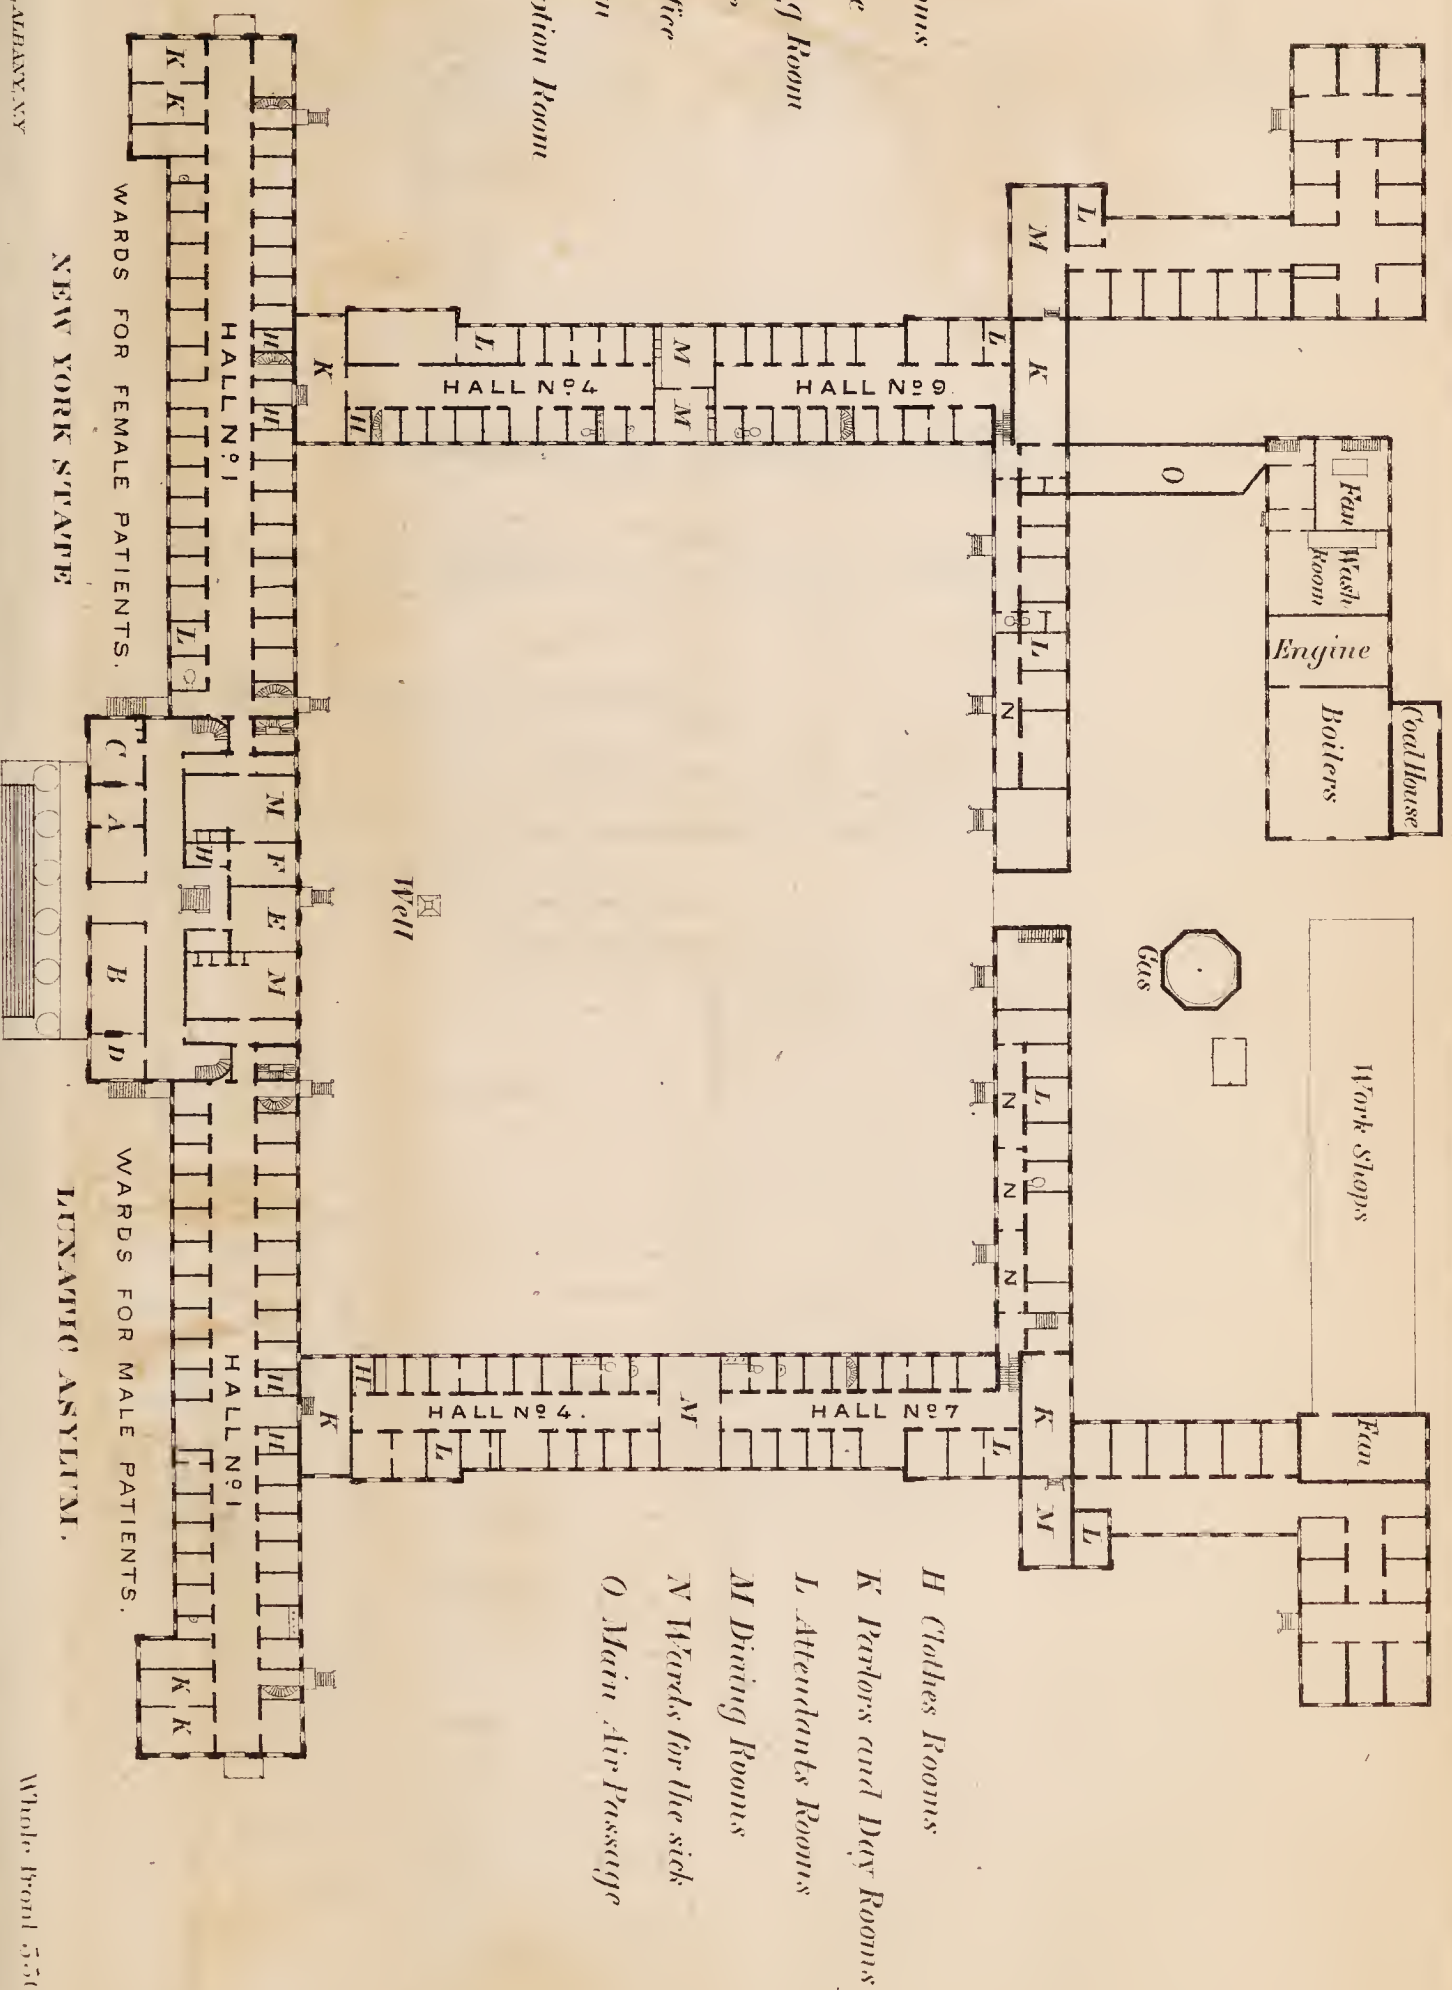 ALBANY, N.Y
Room
Room
K
K
WARDS FOR FEMALE PATIENTS.
NEW YORK STATE
HALL Nº 1
H
H
L
K
L
M
HALL Nº 4
H
M
HALL Nº 9.
L
K
M
L
O
Fan
Wash
Room
Engine
Boilers
Coal House
L
N
C
A
B
D
M
F
H
E
M
Well
Gas
Work Shops
L
N
N
N
WARDS FOR MALE PATIENTS.
LUNATIC ASYLUM.
HALL Nº 1
H
H
K
K
K
H
HALL Nº 4.
L
M
HALL Nº 7
L
K
M
L
Fan
H Clothes Rooms
K Parlors and Day Rooms
L Attendants Rooms
M Dining Rooms
N Wards for the sick
O Main Air Passage
Whole Front